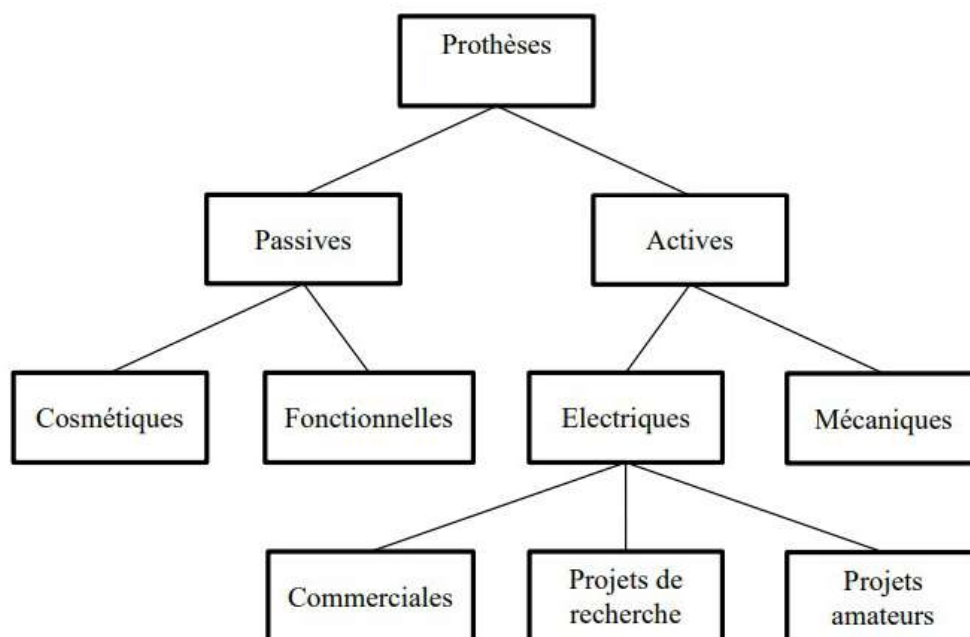 Prothèses
Passives
Actives
Cosmétiques
Fonctionnelles
Electriques
Mécaniques
Commerciales
Projets de
recherche
Projets
amateurs